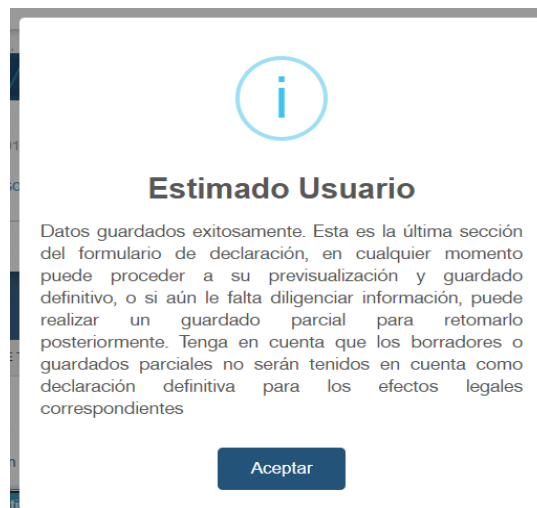 i
Estimado Usuario
Datos guardados exitosamente. Esta es la última sección
del formulario de declaración, en cualquier momento
puede proceder a su previsualización y guardado
definitivo, o si aún le falta diligenciar información, puede
realizar un guardado parcial para retomarlo
posteriormente. Tenga en cuenta que los borradores o
guardados parciales no serán tenidos en cuenta como
declaración definitiva para los efectos legales
correspondientes
Aceptar